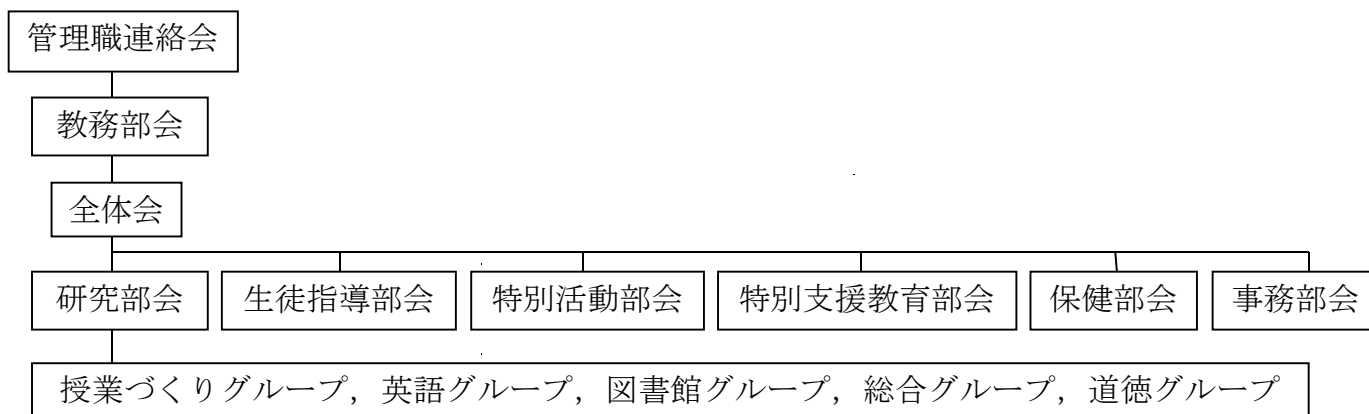 管理職連絡会
教務部会
全体会
研究部会 生徒指導部会 特別活動部会 特別支援教育部会 保健部会 事務部会
授業づくりグループ，英語グループ，図書館グループ，総合グループ，道徳グループ